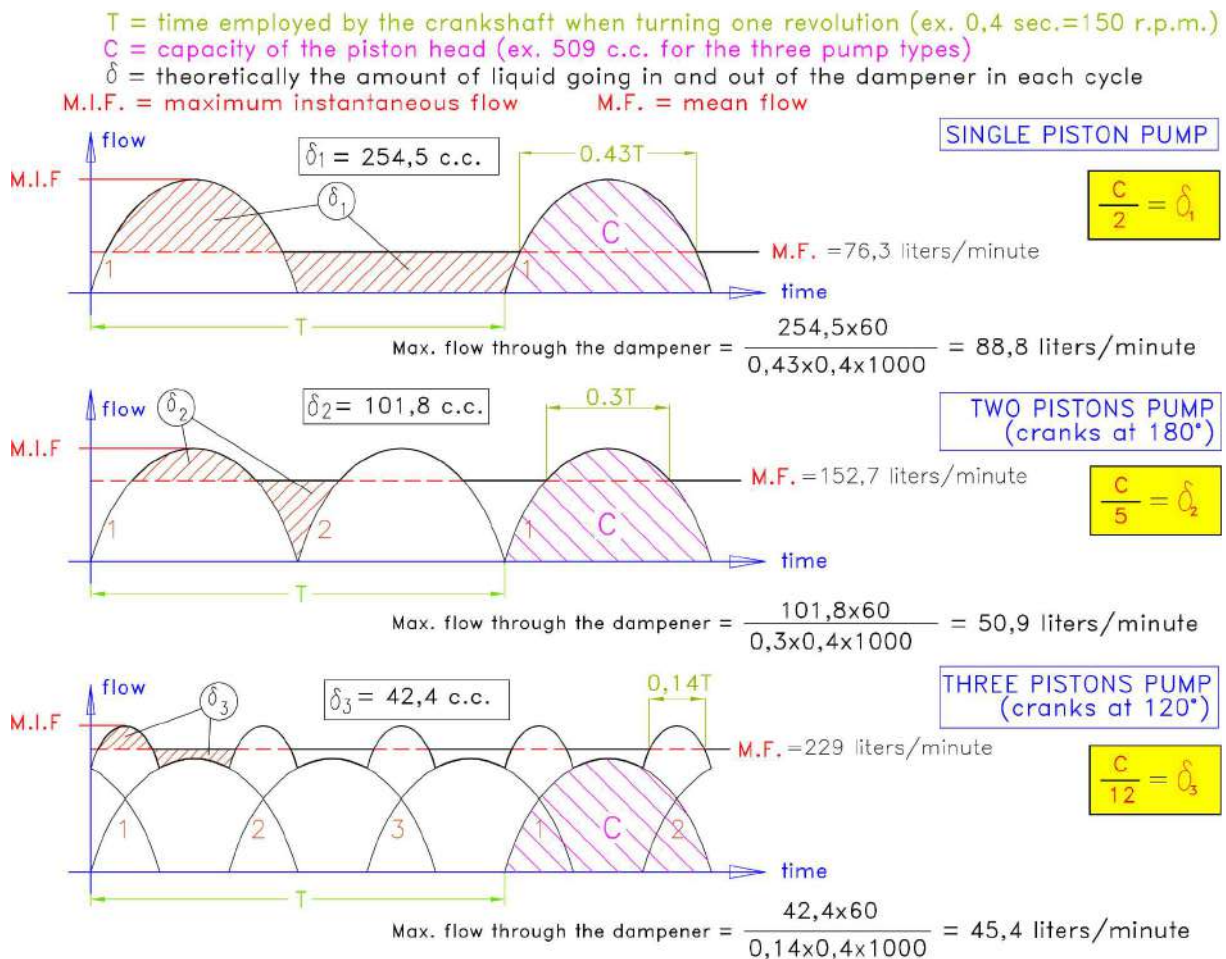 T = time employed by the crankshaft when turning one revolution (ex. 0,4 sec.=150 r.p.m.)
C = capacity of the piston head (ex. 509 c.c. for the three pump types)
δ = theoretically the amount of liquid going in and out of the dampener in each cycle
M.I.F. = maximum instantaneous flow M.F. = mean flow
SINGLE PISTON PUMP
flow
δ1 = 254,5 c.c.
0.43T
M.I.F
δ1
C/2 = δ1
C
1
1
M.F. =76,3 liters/minute
time
T
Max. flow through the dampener = 254,5x60 / 0,43x0,4x1000 = 88,8 liters/minute
TWO PISTONS PUMP
(cranks at 180°)
flow
δ2
δ2= 101,8 c.c.
0.3T
M.I.F
M.F. =152,7 liters/minute
C/5 = δ2
1
2
1
C
time
T
Max. flow through the dampener = 101,8x60 / 0,3x0,4x1000 = 50,9 liters/minute
THREE PISTONS PUMP
(cranks at 120°)
flow
δ3
δ3 = 42,4 c.c.
0,14T
M.I.F
M.F. =229 liters/minute
C/12 = δ3
1
2
3
1
C
2
time
T
Max. flow through the dampener = 42,4x60 / 0,14x0,4x1000 = 45,4 liters/minute